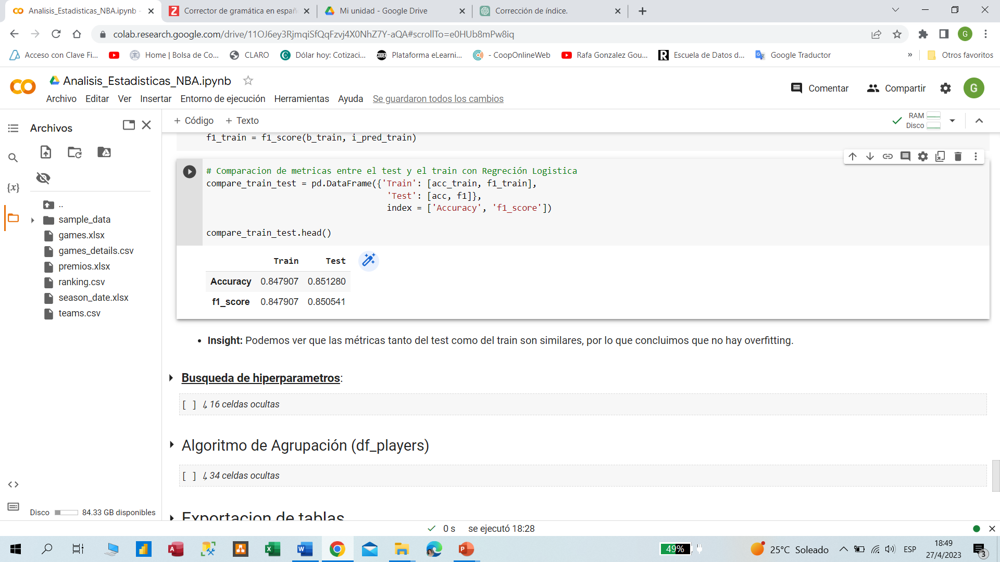 Analisis_Estadisticas_NBA.ipynb -
Corrector de gramática en españ
Mi unidad - Google Drive
Corrección de índice.
colab.research.google.com/drive/11OJ6ey3RjmqiSfQqFzvj4X0NhZ7Y-aQA#scrollTo=e0HUb8mPw8iq
G
Acceso con Clave Fi...
Home | Bolsa de Co...
CLARO
Dólar hoy: Cotizaci...
Plataforma eLearni...
- CoopOnlineWeb
Rafa Gonzalez Gou...
Escuela de Datos d...
Google Traductor
»
Otros favoritos
Analisis_Estadisticas_NBA.ipynb
Archivo Editar Ver Insertar Entorno de ejecución Herramientas Ayuda Se guardaron todos los cambios
Comentar
Compartir
G
Archivos
+ Código + Texto
RAM
Disco
f1_train = f1_score(b_train, i_pred_train)
# Comparacion de metricas entre el test y el train con Regreción Logistica
compare_train_test = pd.DataFrame({'Train': [acc_train, f1_train],
'Test': [acc, f1]},
index = ['Accuracy', 'f1_score'])
compare_train_test.head()
Train Test
Accuracy 0.847907 0.851280
f1_score 0.847907 0.850541
• Insight: Podemos ver que las métricas tanto del test como del train son similares, por lo que concluimos que no hay overfitting.
Busqueda de hiperparametros:
[ ] ↳ 16 celdas ocultas
Algoritmo de Agrupación (df_players)
[ ] ↳ 34 celdas ocultas
Exportacion de tablas
{x}
..
sample_data
games.xlsx
games_details.csv
premios.xlsx
ranking.csv
season_date.xlsx
teams.csv
<>
Disco 84.33 GB disponibles
0 s se ejecutó 18:28
49%
25°C Soleado
ESP
18:49
27/4/2023
3